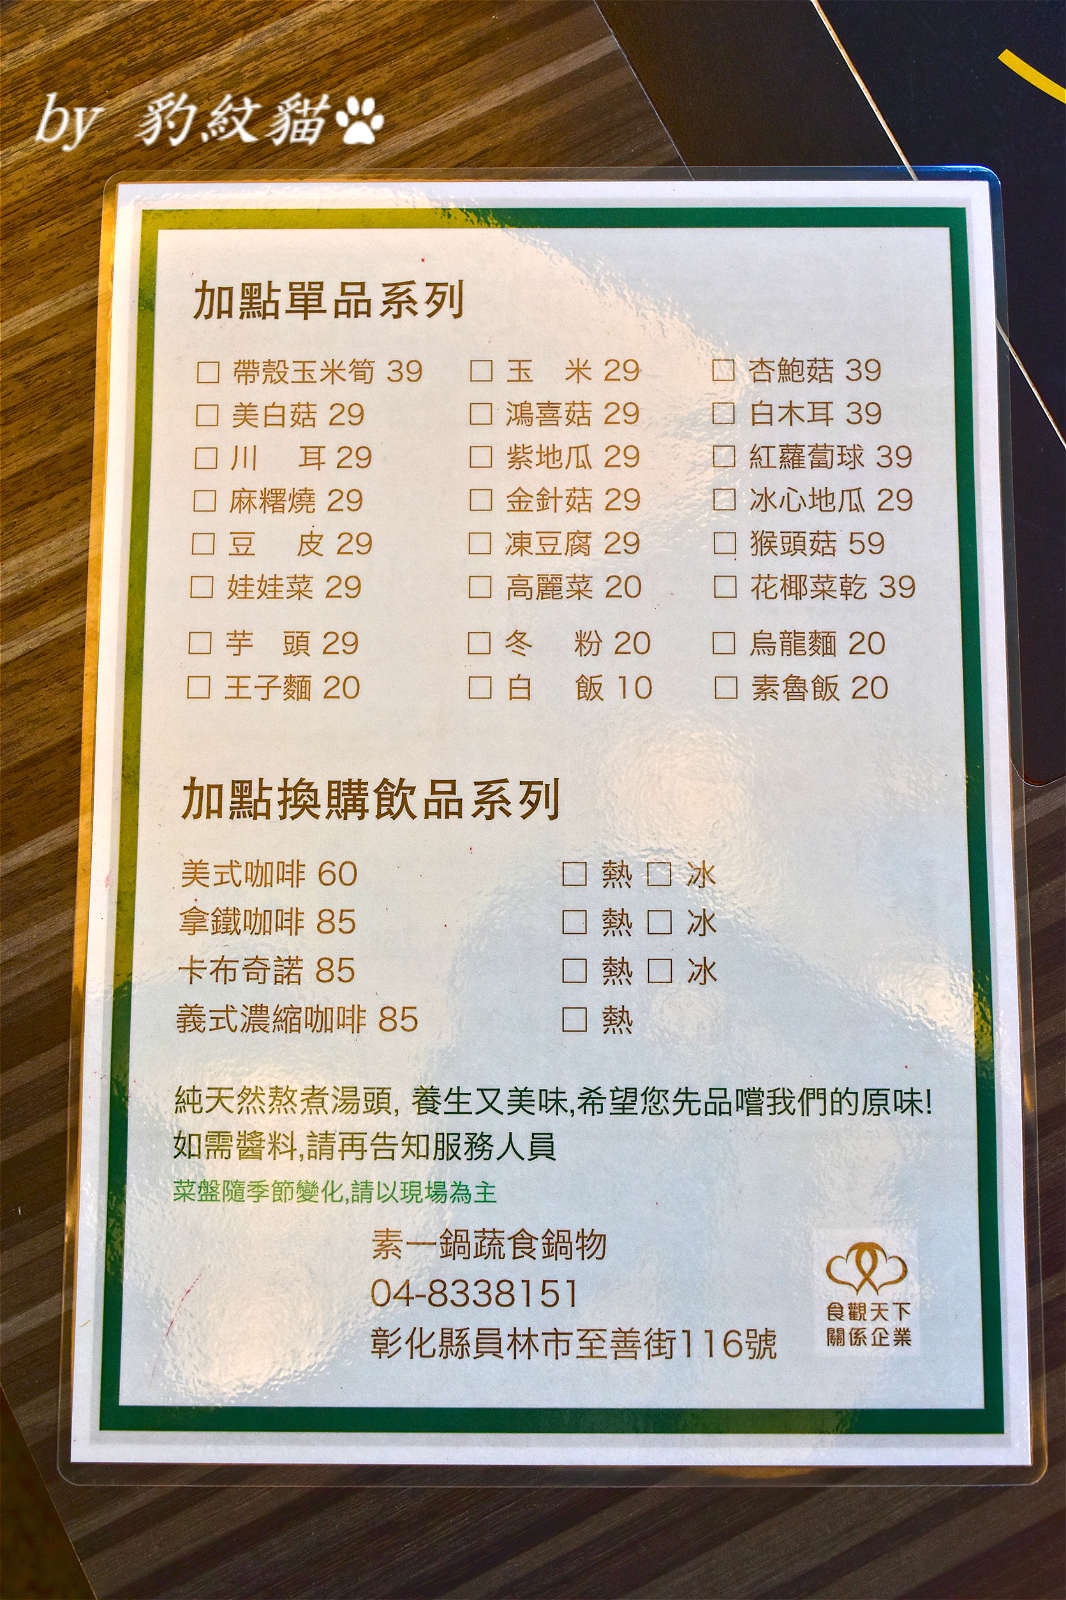 by 豹紋貓
加點單品系列
□ 帶殼玉米筍 39 □ 玉 米 29 □ 杏鮑菇 39
□ 美白菇 29 □ 鴻喜菇 29 □ 白木耳 39
□ 川 耳 29 □ 紫地瓜 29 □ 紅蘿蔔球 39
□ 麻糬燒 29 □ 金針菇 29 □ 冰心地瓜 29
□ 豆 皮 29 □ 凍豆腐 29 □ 猴頭菇 59
□ 娃娃菜 29 □ 高麗菜 20 □ 花椰菜乾 39
□ 芋 頭 29 □ 冬 粉 20 □ 烏龍麵 20
□ 王子麵 20 □ 白 飯 10 □ 素魯飯 20
加點換購飲品系列
美式咖啡 60 □ 熱 □ 冰
拿鐵咖啡 85 □ 熱 □ 冰
卡布奇諾 85 □ 熱 □ 冰
義式濃縮咖啡 85 □ 熱
純天然熬煮湯頭, 養生又美味,希望您先品嚐我們的原味!
如需醬料,請再告知服務人員
菜盤隨季節變化,請以現場為主
素一鍋蔬食鍋物
04-8338151
彰化縣員林市至善街116號
食觀天下
關係企業